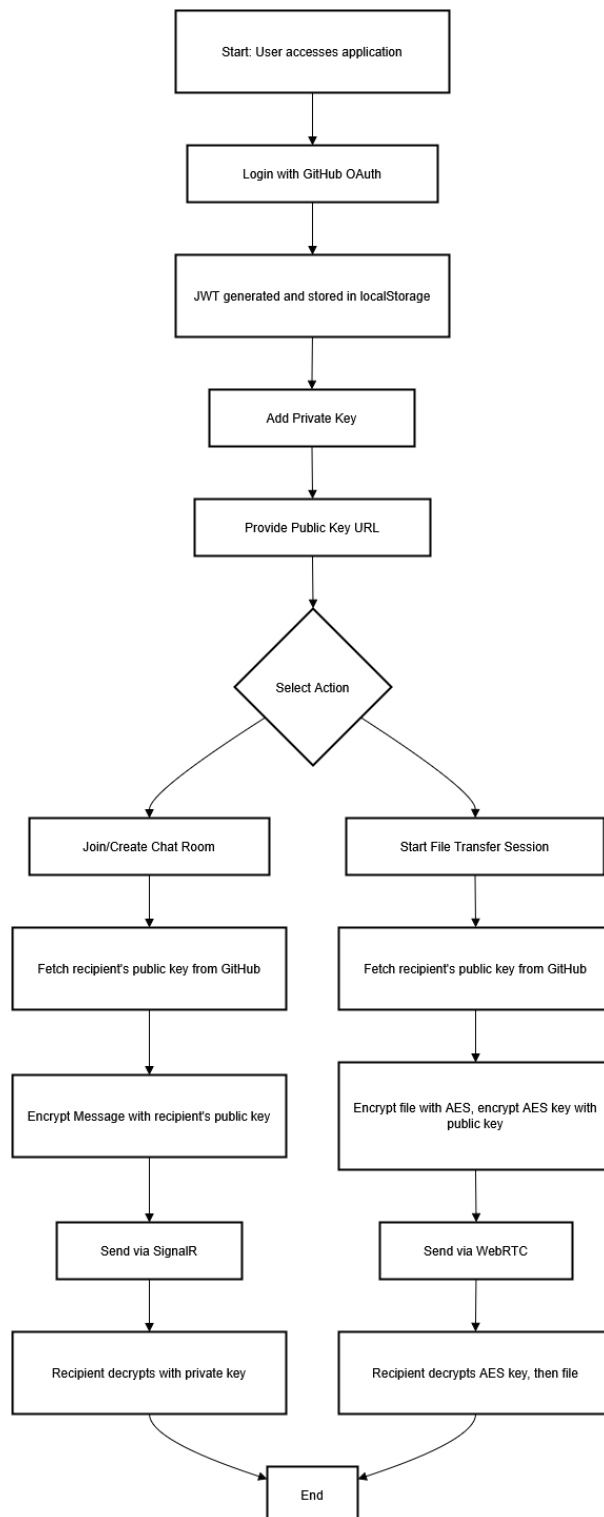 Start: User accesses application
Login with GitHub OAuth
JWT generated and stored in localStorage
Add Private Key
Provide Public Key URL
Select Action
Join/Create Chat Room
Start File Transfer Session
Fetch recipient's public key from GitHub
Fetch recipient's public key from GitHub
Encrypt Message with recipient's public key
Encrypt file with AES, encrypt AES key with
public key
Send via SignalR
Send via WebRTC
Recipient decrypts with private key
Recipient decrypts AES key, then file
End